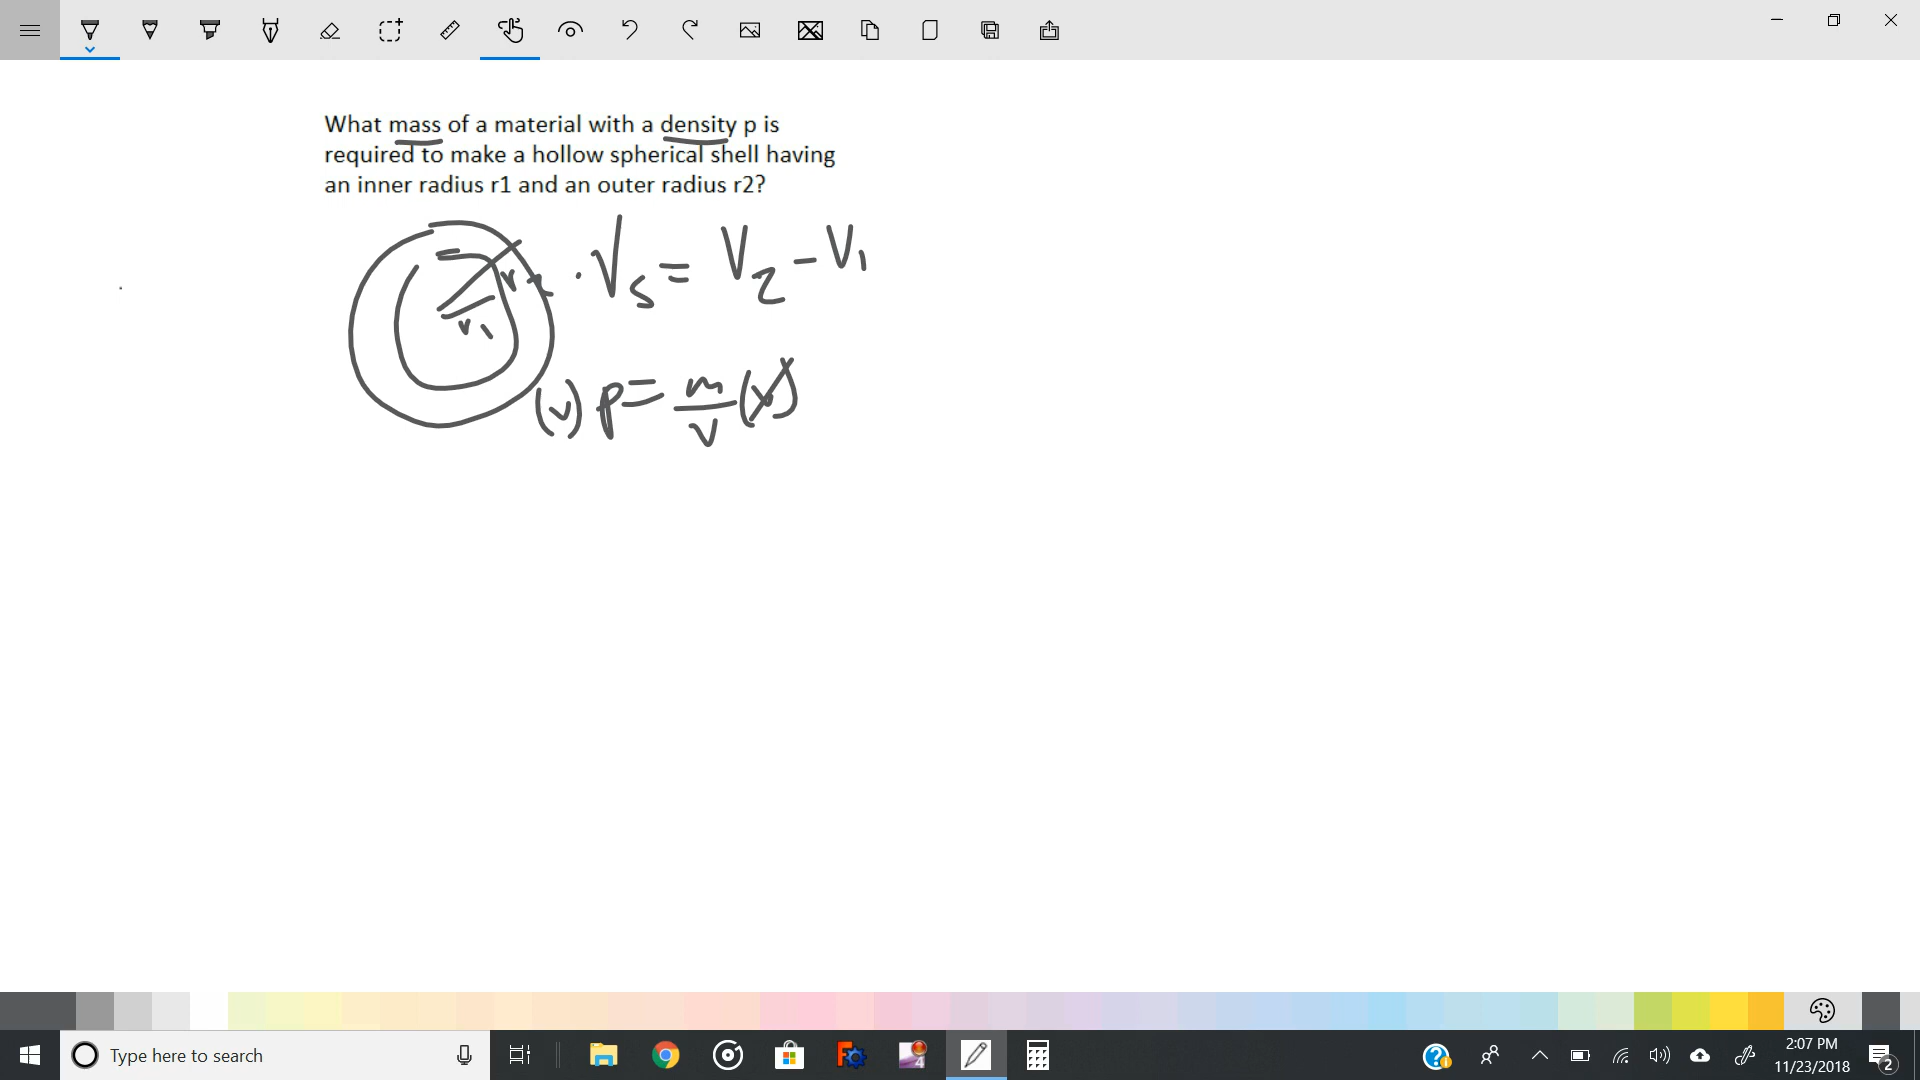 What mass of a material with a density p is
required to make a hollow spherical shell having
an inner radius r1 and an outer radius r2?
r2
r1
Vs = V2 - V1
(v) p = m/v (v)
Type here to search
4
2:07 PM
11/23/2018
2